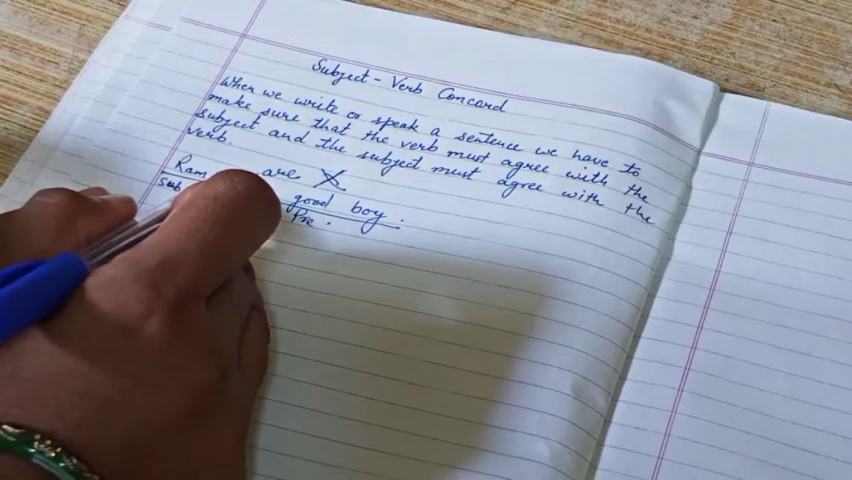 Subject - Verb Concord
When we write or speak a sentence we have to
make sure that the verb must agree with the
subject and the subject must agree with the
verb.
are X
Ram good boy.
Sub Pre.